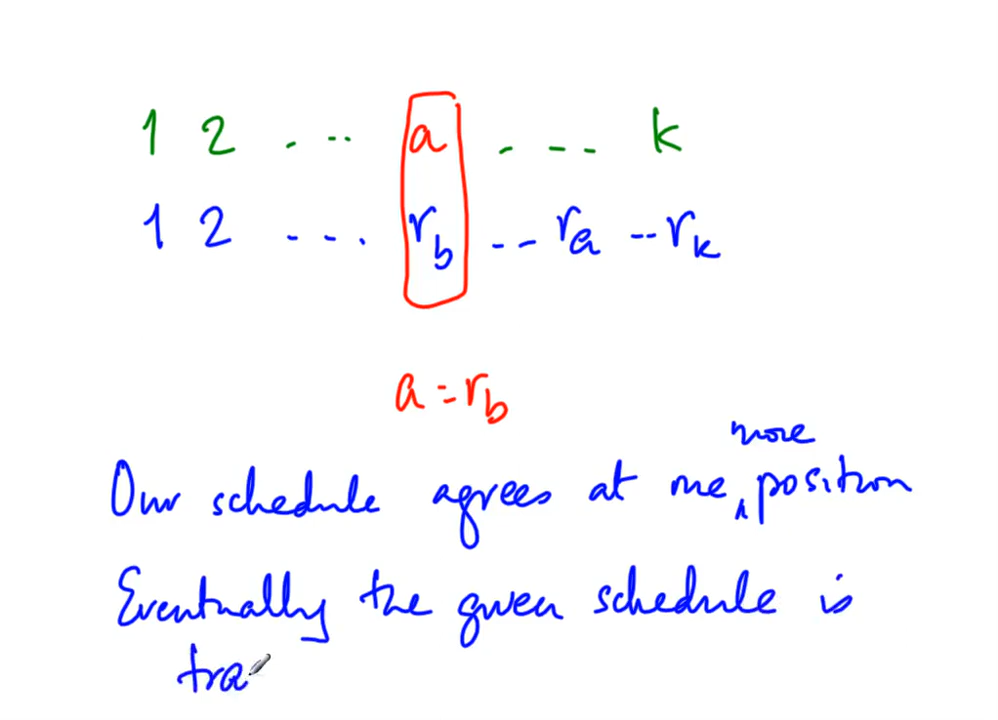 1 2 . .. a . -- k
1 2 -- . r_b -- r_a -- r_k
a = r_b
more
Our schedule agrees at one ∧ position
Eventually the given schedule is
tra